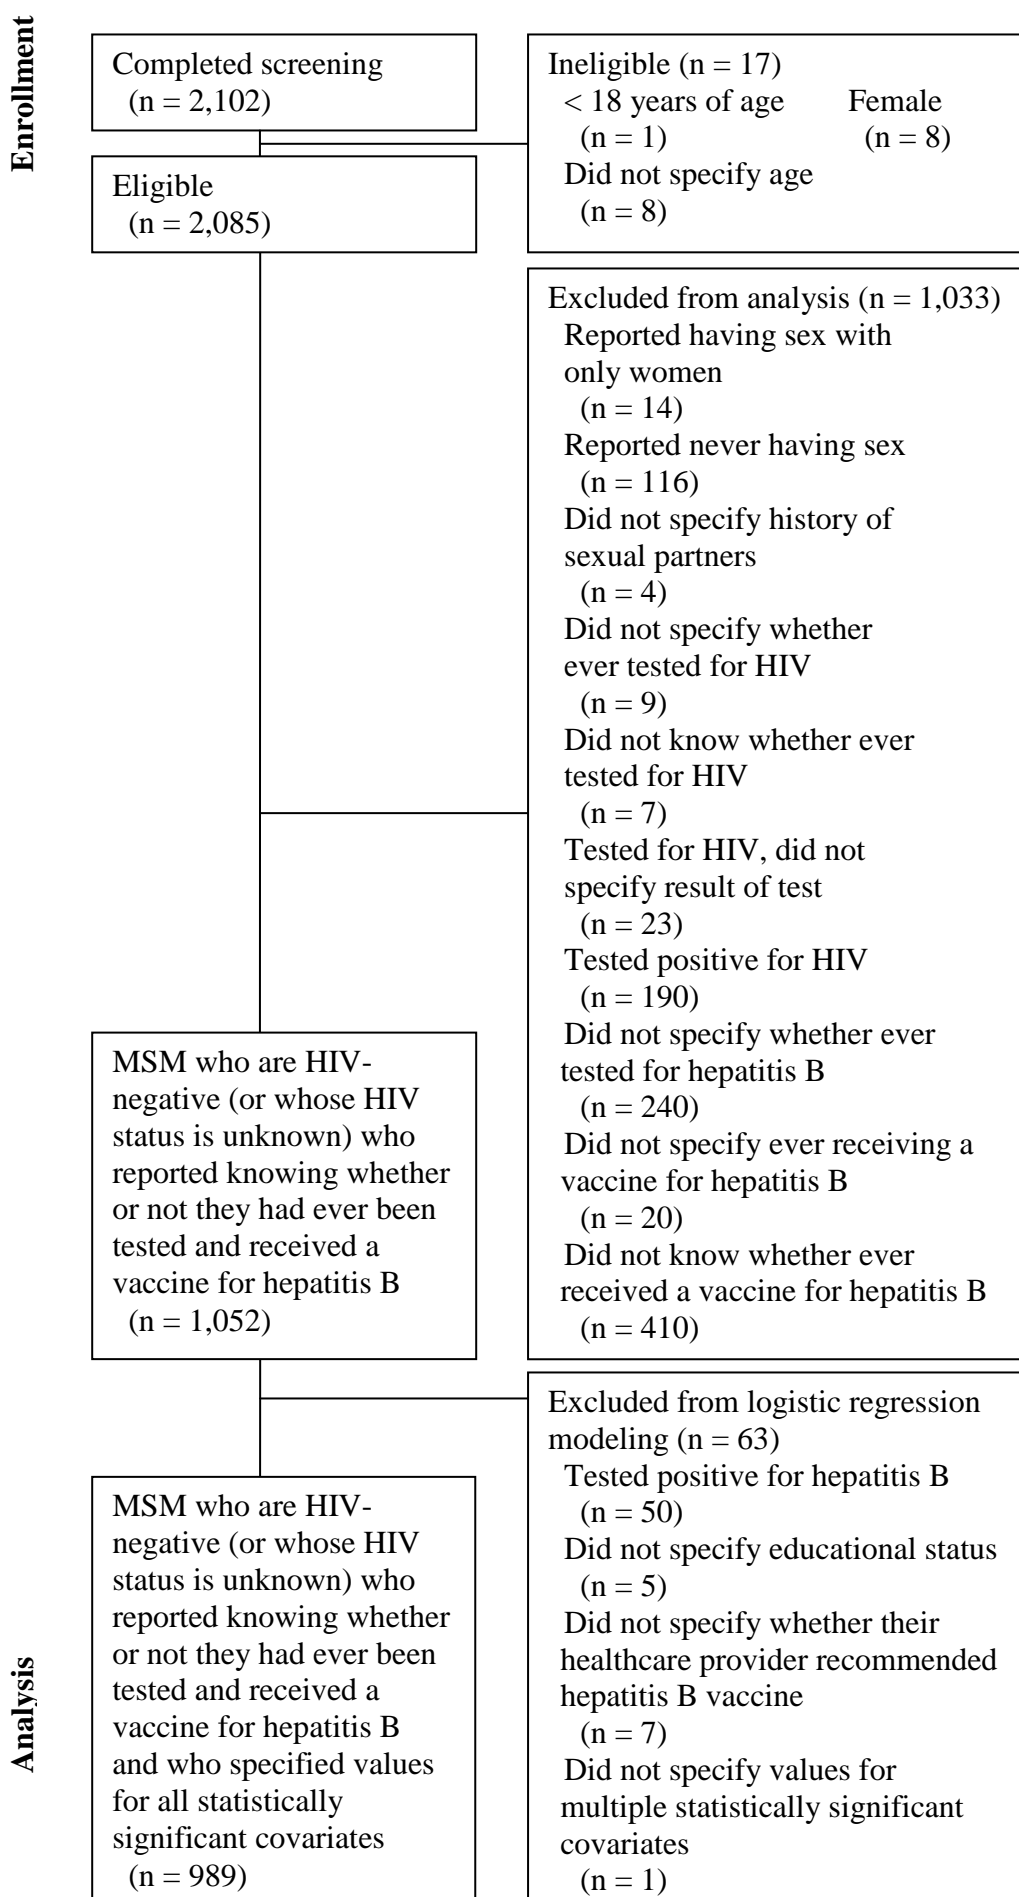 Enrollment
Completed screening
(n = 2,102)
Ineligible (n = 17)
< 18 years of age Female
(n = 1) (n = 8)
Did not specify age
(n = 8)
Eligible
(n = 2,085)
Excluded from analysis (n = 1,033)
Reported having sex with
only women
(n = 14)
Reported never having sex
(n = 116)
Did not specify history of
sexual partners
(n = 4)
Did not specify whether
ever tested for HIV
(n = 9)
Did not know whether ever
tested for HIV
(n = 7)
Tested for HIV, did not
specify result of test
(n = 23)
Tested positive for HIV
(n = 190)
Did not specify whether ever
tested for hepatitis B
(n = 240)
Did not specify ever receiving a
vaccine for hepatitis B
(n = 20)
Did not know whether ever
received a vaccine for hepatitis B
(n = 410)
MSM who are HIV-
negative (or whose HIV
status is unknown) who
reported knowing whether
or not they had ever been
tested and received a
vaccine for hepatitis B
(n = 1,052)
Excluded from logistic regression
modeling (n = 63)
Tested positive for hepatitis B
(n = 50)
Did not specify educational status
(n = 5)
Did not specify whether their
healthcare provider recommended
hepatitis B vaccine
(n = 7)
Did not specify values for
multiple statistically significant
covariates
(n = 1)
Analysis
MSM who are HIV-
negative (or whose HIV
status is unknown) who
reported knowing whether
or not they had ever been
tested and received a
vaccine for hepatitis B
and who specified values
for all statistically
significant covariates
(n = 989)